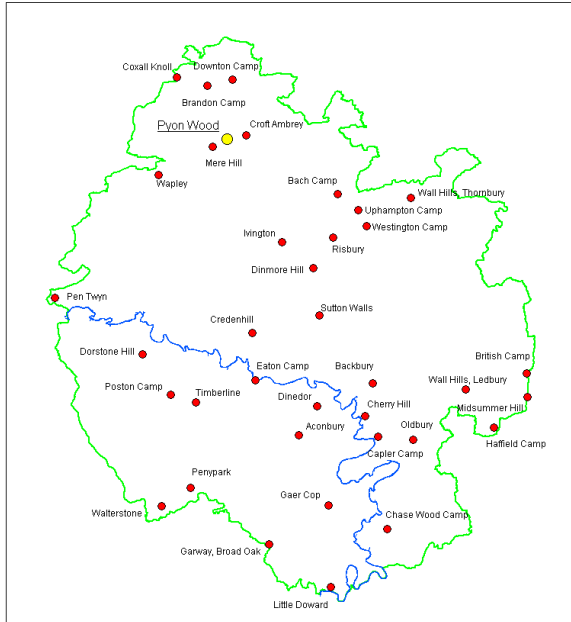 Coxall Knoll
Downton Camp
Brandon Camp
Pyon Wood
Croft Ambrey
Mere Hill
Wapley
Bach Camp
Wall Hills, Thornbury
Uphampton Camp
Westington Camp
Ivington
Risbury
Dinmore Hill
Pen Twyn
Sutton Walls
Credenhill
Dorstone Hill
British Camp
Eaton Camp
Backbury
Wall Hills, Ledbury
Poston Camp
Timberline
Dinedor
Cherry Hill
Midsummer Hill
Aconbury
Oldbury
Haffield Camp
Capler Camp
Penypark
Walterstone
Gaer Cop
Chase Wood Camp
Garway, Broad Oak
Little Doward